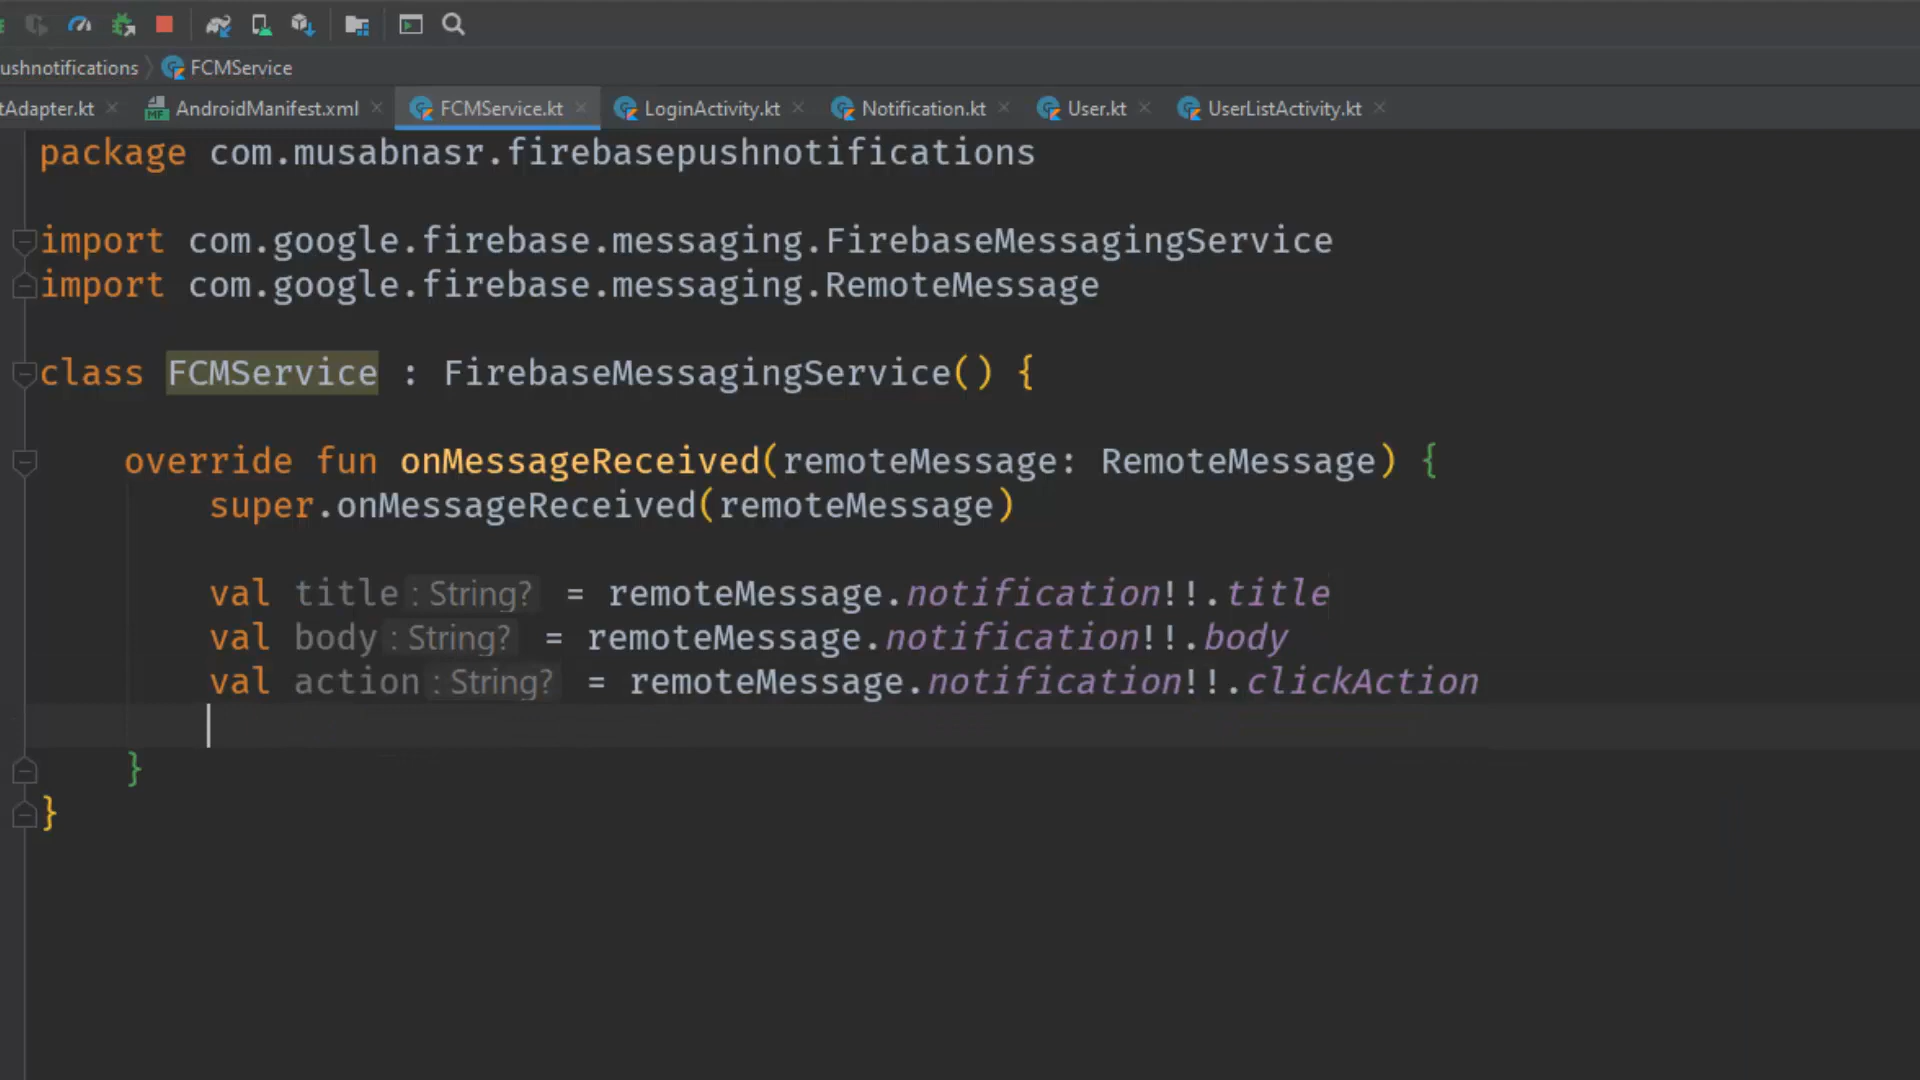 ushnotifications FCMService
tAdapter.kt AndroidManifest.xml FCMService.kt LoginActivity.kt Notification.kt User.kt UserListActivity.kt
package com.musabnasr.firebasepushnotifications
import com.google.firebase.messaging.FirebaseMessagingService
import com.google.firebase.messaging.RemoteMessage
class FCMService : FirebaseMessagingService() {
override fun onMessageReceived(remoteMessage: RemoteMessage) {
super.onMessageReceived(remoteMessage)
val title : String? = remoteMessage.notification!!.title
val body : String? = remoteMessage.notification!!.body
val action : String? = remoteMessage.notification!!.clickAction
}
}